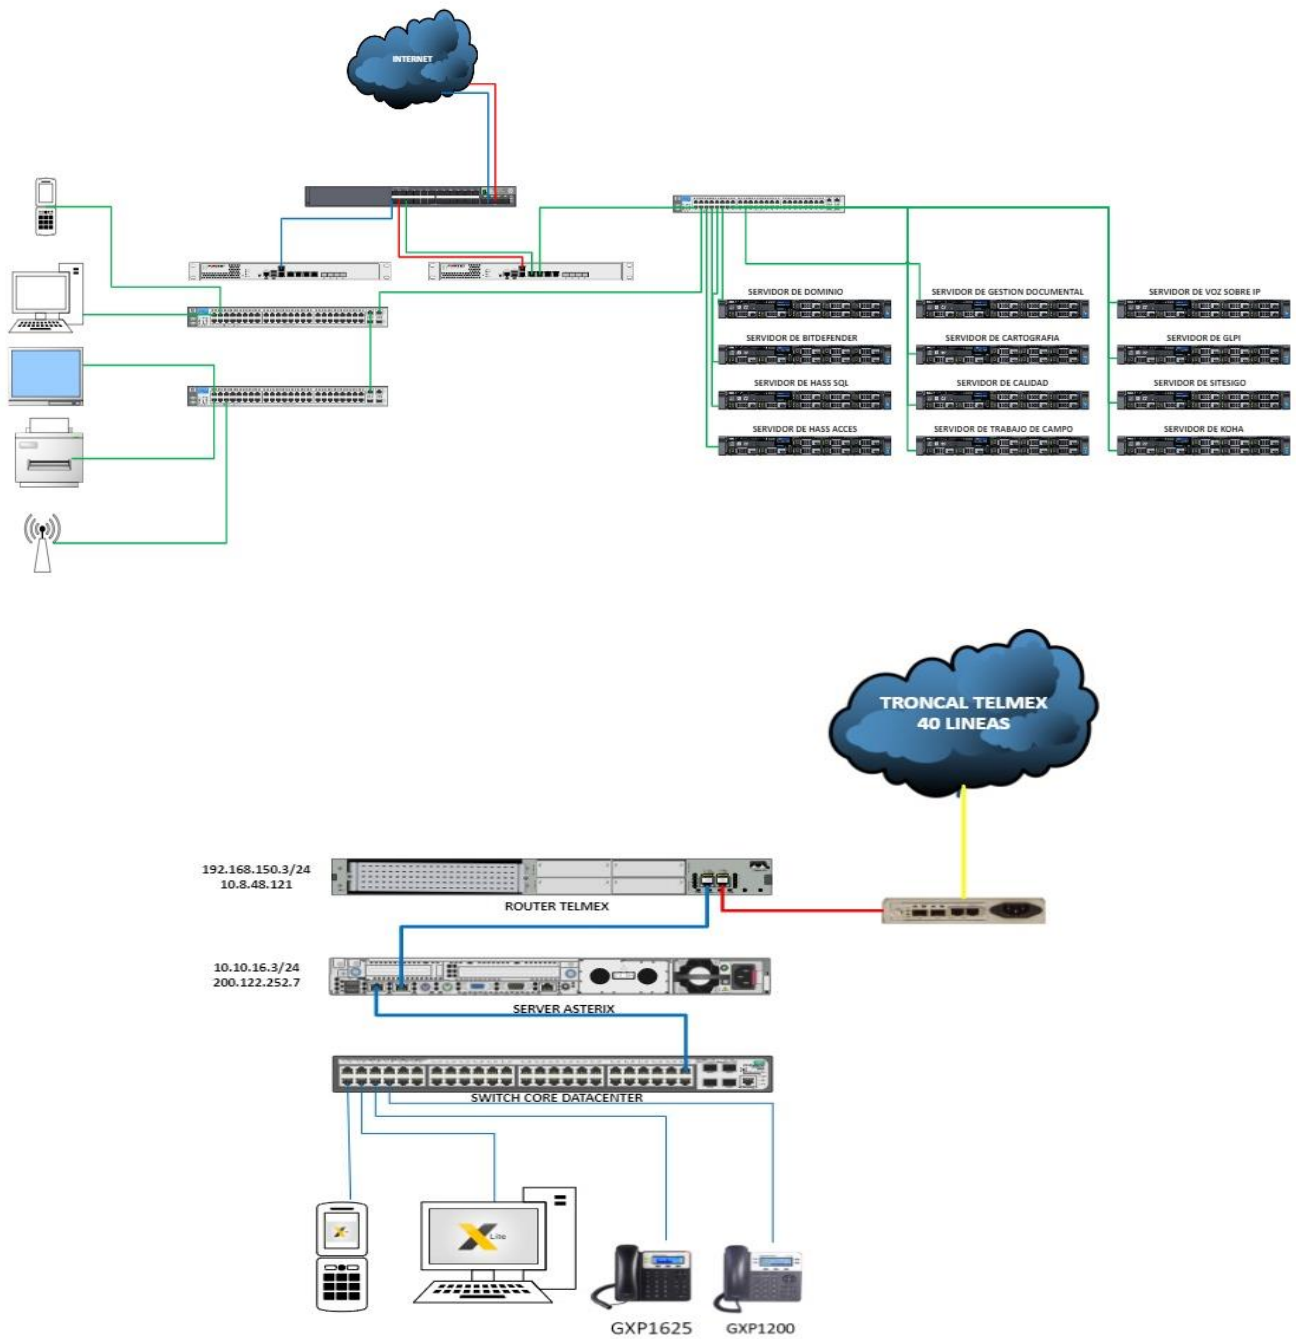 INTERNET
SERVIDOR DE DOMINIO
SERVIDOR DE GESTION DOCUMENTAL
SERVIDOR DE VOZ SOBRE IP
SERVIDOR DE BITDEFENDER
SERVIDOR DE CARTOGRAFIA
SERVIDOR DE GLPI
SERVIDOR DE HASS SQL
SERVIDOR DE CALIDAD
SERVIDOR DE SITESIGO
SERVIDOR DE HASS ACCES
SERVIDOR DE TRABAJO DE CAMPO
SERVIDOR DE KOHA
TRONCAL TELMEX
40 LINEAS
192.168.150.3/24
10.8.48.121
ROUTER TELMEX
10.10.16.3/24
200.122.252.7
SERVER ASTERIX
SWITCH CORE DATACENTER
X Lite
GXP1625
GXP1200